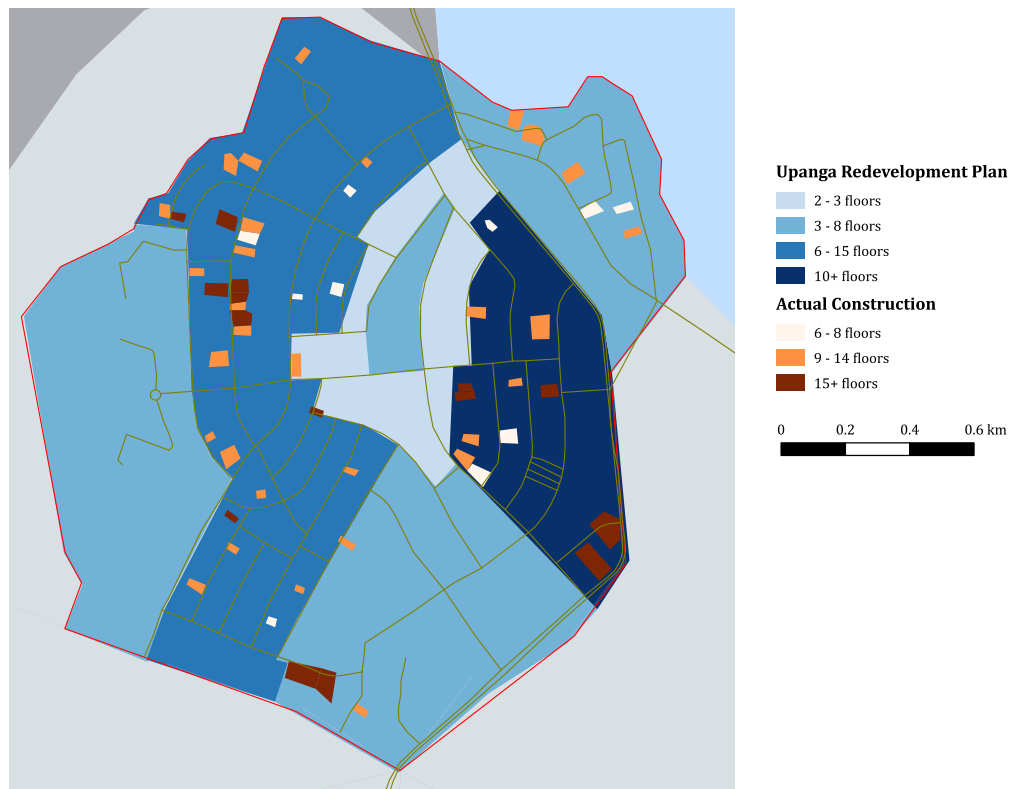 Upanga Redevelopment Plan
2 - 3 floors
3 - 8 floors
6 - 15 floors
10+ floors
Actual Construction
6 - 8 floors
9 - 14 floors
15+ floors
0 0.2 0.4 0.6 km